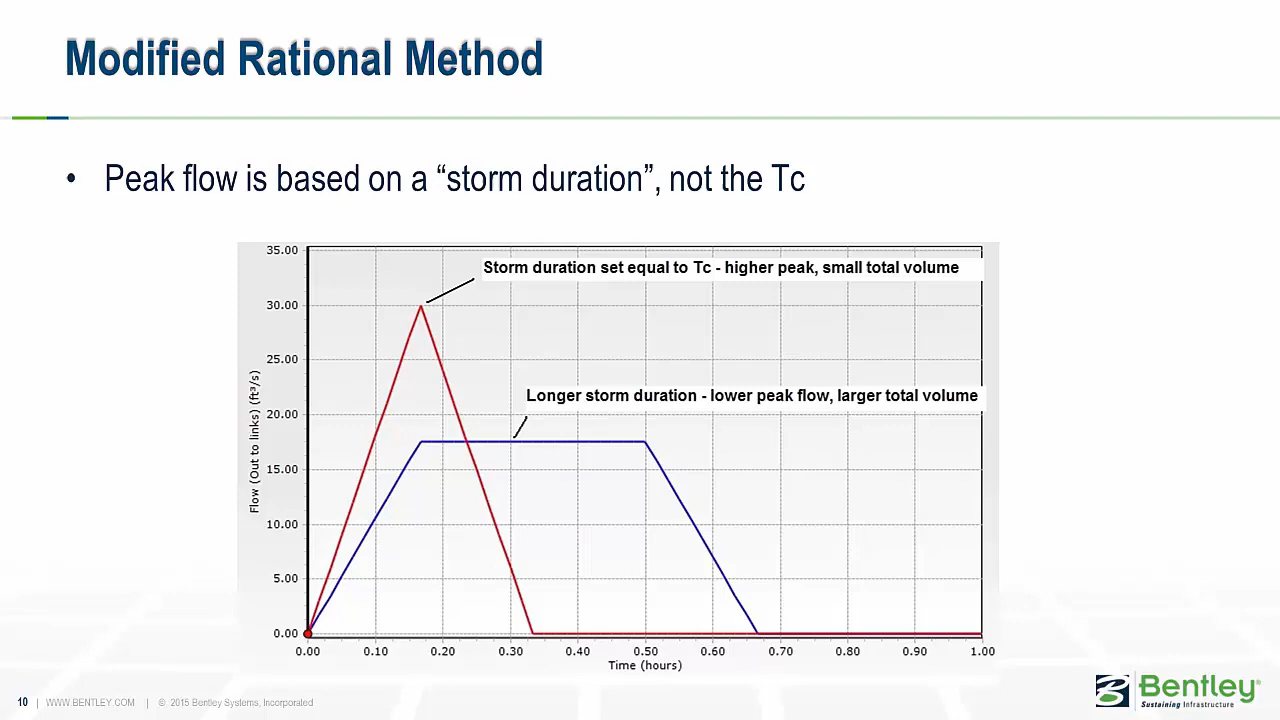 Modified Rational Method
• Peak flow is based on a “storm duration”, not the Tc
35.00
Storm duration set equal to Tc - higher peak, small total volume
30.00
25.00
Longer storm duration - lower peak flow, larger total volume
20.00
15.00
10.00
5.00
0.00
Flow (Out to links) (ft³/s)
0.00 0.10 0.20 0.30 0.40 0.50 0.60 0.70 0.80 0.90 1.00
Time (hours)
10 | WWW.BENTLEY.COM | © 2015 Bentley Systems, Incorporated
Bentley®
Sustaining Infrastructure